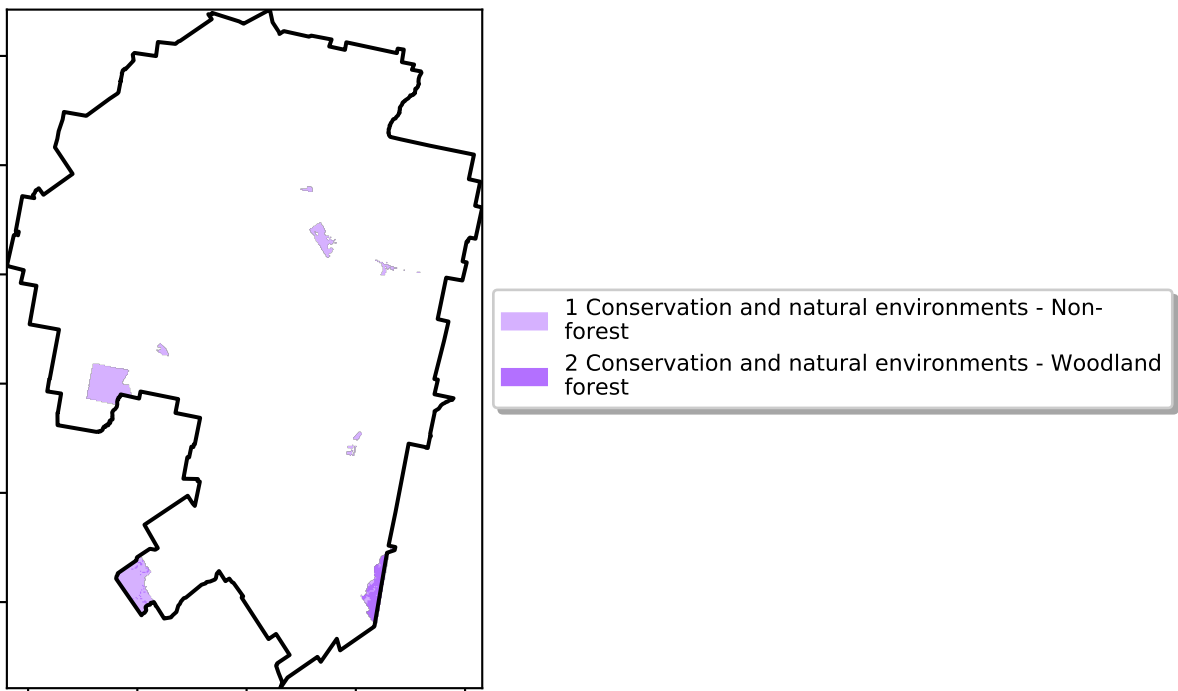 1 Conservation and natural environments - Non-
forest
2 Conservation and natural environments - Woodland
forest